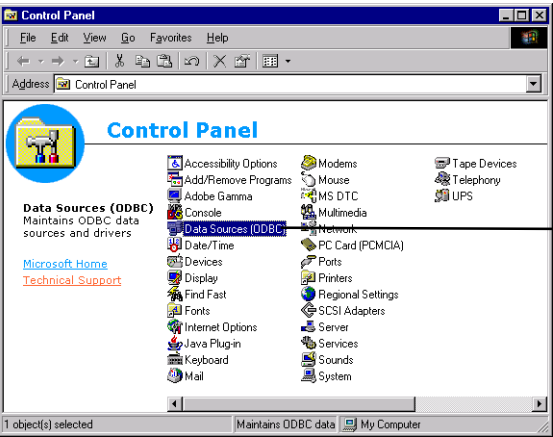 Control Panel
File Edit View Go Favorites Help
Address Control Panel
Control Panel
Data Sources (ODBC)
Maintains ODBC data
sources and drivers
Microsoft Home
Technical Support
Accessibility Options
Add/Remove Programs
Adobe Gamma
Console
Data Sources (ODBC)
Date/Time
Devices
Display
Find Fast
Fonts
Internet Options
Java Plug-in
Keyboard
Mail
Modems
Mouse
MS DTC
Multimedia
Network
PC Card (PCMCIA)
Ports
Printers
Regional Settings
SCSI Adapters
Server
Services
Sounds
System
Tape Devices
Telephony
UPS
1 object(s) selected Maintains ODBC data My Computer